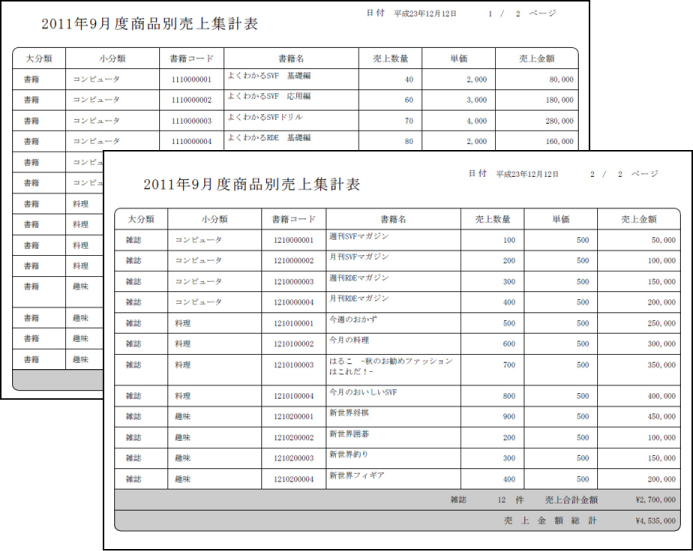 2011年9月度商品別売上集計表
日付 平成23年12月12日 1 / 2 ページ
大分類 小分類 書籍コード 書籍名 売上数量 単価 売上金額
書籍 コンピュータ 1110000001 よくわかるSVF 基礎編 40 2,000 80,000
書籍 コンピュータ 1110000002 よくわかるSVF 応用編 60 3,000 180,000
書籍 コンピュータ 1110000003 よくわかるSVFドリル 70 4,000 280,000
書籍 コンピュータ 1110000004 よくわかるRDE 基礎編 80 2,000 160,000
書籍 コンピュ
書籍 コンピュ
書籍 料理
書籍 料理
書籍 料理
書籍 料理
書籍 趣味
書籍 趣味
書籍 趣味
書籍 趣味
2011年9月度商品別売上集計表
日付 平成23年12月12日 2 / 2 ページ
大分類 小分類 書籍コード 書籍名 売上数量 単価 売上金額
雑誌 コンピュータ 1210000001 週刊SVFマガジン 100 500 50,000
雑誌 コンピュータ 1210000002 月刊SVFマガジン 200 500 100,000
雑誌 コンピュータ 1210000003 週刊RDEマガジン 300 500 150,000
雑誌 コンピュータ 1210000004 月刊RDEマガジン 400 500 200,000
雑誌 料理 1210100001 今週のおかず 500 500 250,000
雑誌 料理 1210100002 今月の料理 600 500 300,000
雑誌 料理 1210100003 はるこ －秋のお勧めファッション 700 500 350,000
はこれだ！－
雑誌 料理 1210100004 今月のおいしいSVF 800 500 400,000
雑誌 趣味 1210200001 新世界将棋 900 500 450,000
雑誌 趣味 1210200002 新世界囲碁 200 500 100,000
雑誌 趣味 1210200003 新世界釣り 300 500 150,000
雑誌 趣味 1210200004 新世界フィギア 400 500 200,000
雑誌 12 件 売上合計金額 ¥2,700,000
売上金額総計 ¥4,535,000